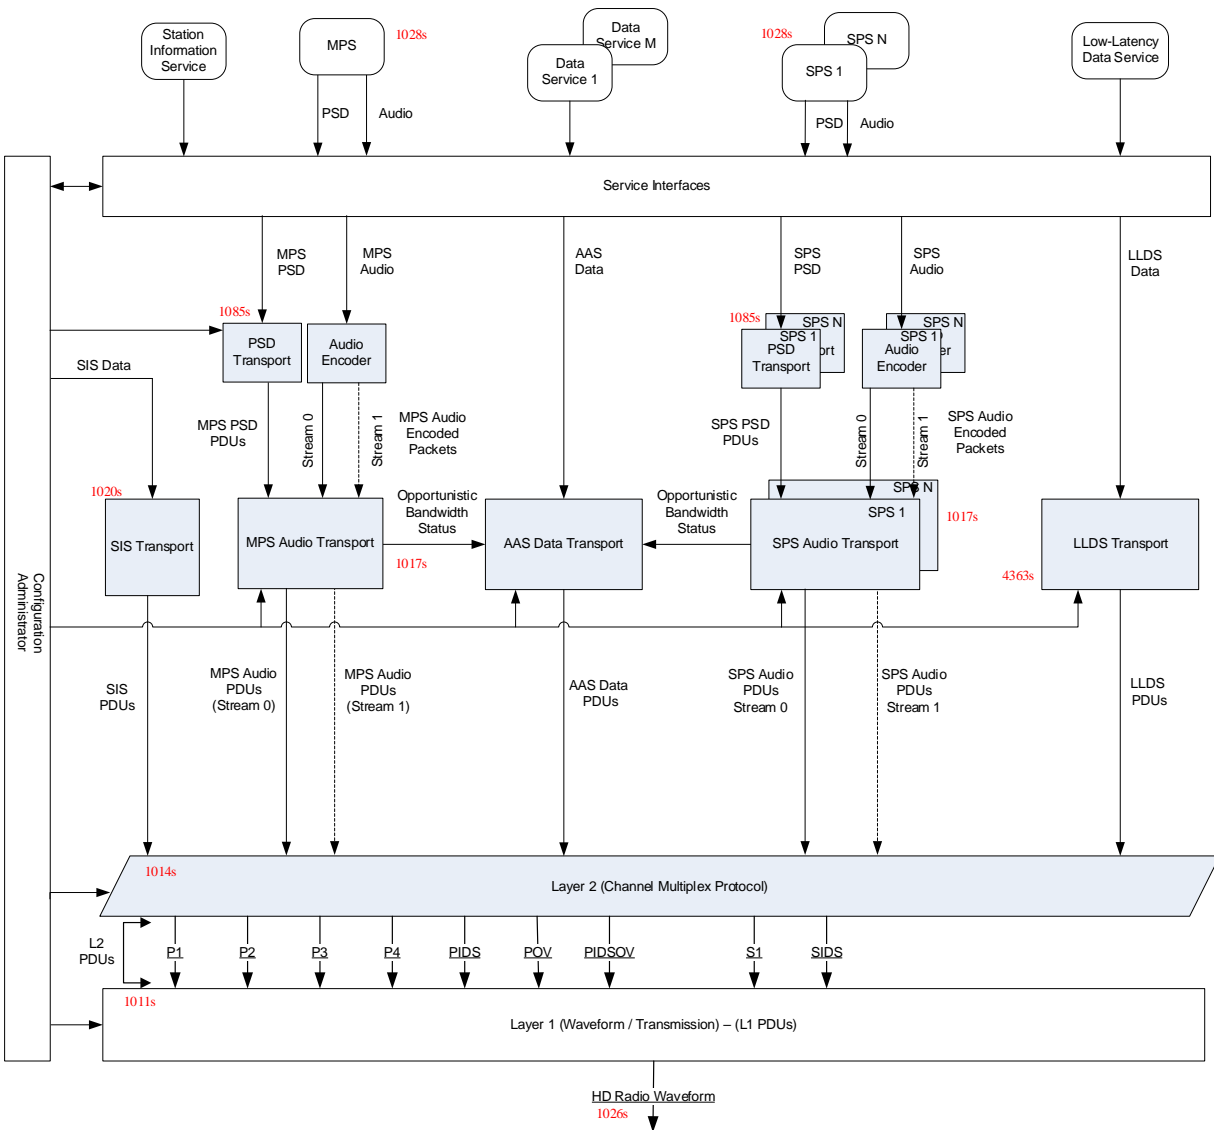 Station
Information
Service
MPS
1028s
Data
Service M
Data
Service 1
1028s
SPS N
SPS 1
Low-Latency
Data Service
PSD
Audio
PSD
Audio
Service Interfaces
MPS
PSD
MPS
Audio
AAS
Data
SPS
PSD
SPS
Audio
LLDS
Data
1085s
PSD
Transport
Audio
Encoder
1085s
SPS N
SPS 1
PSD
Transport
ort
SPS N
SPS 1
Audio
Encoder
er
SIS Data
MPS PSD
PDUs
Stream 0
Stream 1
MPS Audio
Encoded
Packets
SPS PSD
PDUs
Stream 0
Stream 1
SPS Audio
Encoded
Packets
1020s
SIS Transport
MPS Audio Transport
1017s
Opportunistic
Bandwidth
Status
AAS Data Transport
Opportunistic
Bandwidth
Status
SPS N
SPS 1
SPS Audio Transport
1017s
4363s
LLDS Transport
Configuration
Administrator
SIS
PDUs
MPS Audio
PDUs
(Stream 0)
MPS Audio
PDUs
(Stream 1)
AAS Data
PDUs
SPS Audio
PDUs
Stream 0
SPS Audio
PDUs
Stream 1
LLDS
PDUs
1014s
Layer 2 (Channel Multiplex Protocol)
L2
PDUs
P1
P2
P3
P4
PIDS
POV
PIDSOV
S1
SIDS
1011s
Layer 1 (Waveform / Transmission) – (L1 PDUs)
HD Radio Waveform
1026s